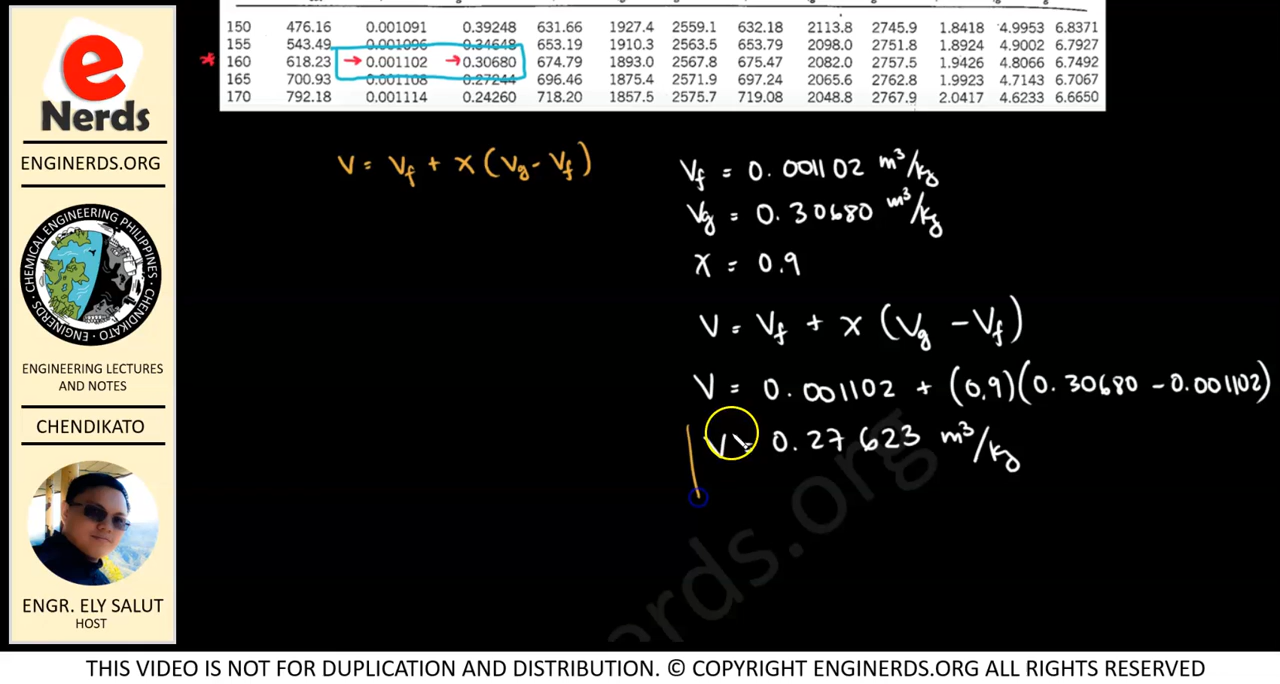 150 476.16 0.001091 0.39248 631.66 1927.4 2559.1 632.18 2113.8 2745.9 1.8418 4.9953 6.8371
155 543.49 0.001096 0.34648 653.19 1910.3 2563.5 653.79 2098.0 2751.8 1.8924 4.9002 6.7927
* 160 618.23 → 0.001102 → 0.30680 674.79 1893.0 2567.8 675.47 2082.0 2757.5 1.9426 4.8066 6.7492
165 700.93 0.001108 0.27244 696.46 1875.4 2571.9 697.24 2065.6 2762.8 1.9923 4.7143 6.7067
170 792.18 0.001114 0.24260 718.20 1857.5 2575.7 719.08 2048.8 2767.9 2.0417 4.6233 6.6650
e
Nerds
ENGINERDS.ORG
CHEMICAL ENGINEERING PHILIPPINES
• CHENDIKATO • ENGINERDS •
ENGINEERING LECTURES
AND NOTES
CHENDIKATO
ENGR. ELY SALUT
HOST
V = Vf + x (Vg - Vf)
Vf = 0.001102 m³/kg
Vg = 0.30680 m³/kg
x = 0.9
V = Vf + x (Vg - Vf)
V = 0.001102 + (0.9)(0.30680 - 0.001102)
V = 0.27623 m³/kg
erds.org
THIS VIDEO IS NOT FOR DUPLICATION AND DISTRIBUTION. © COPYRIGHT ENGINERDS.ORG ALL RIGHTS RESERVED